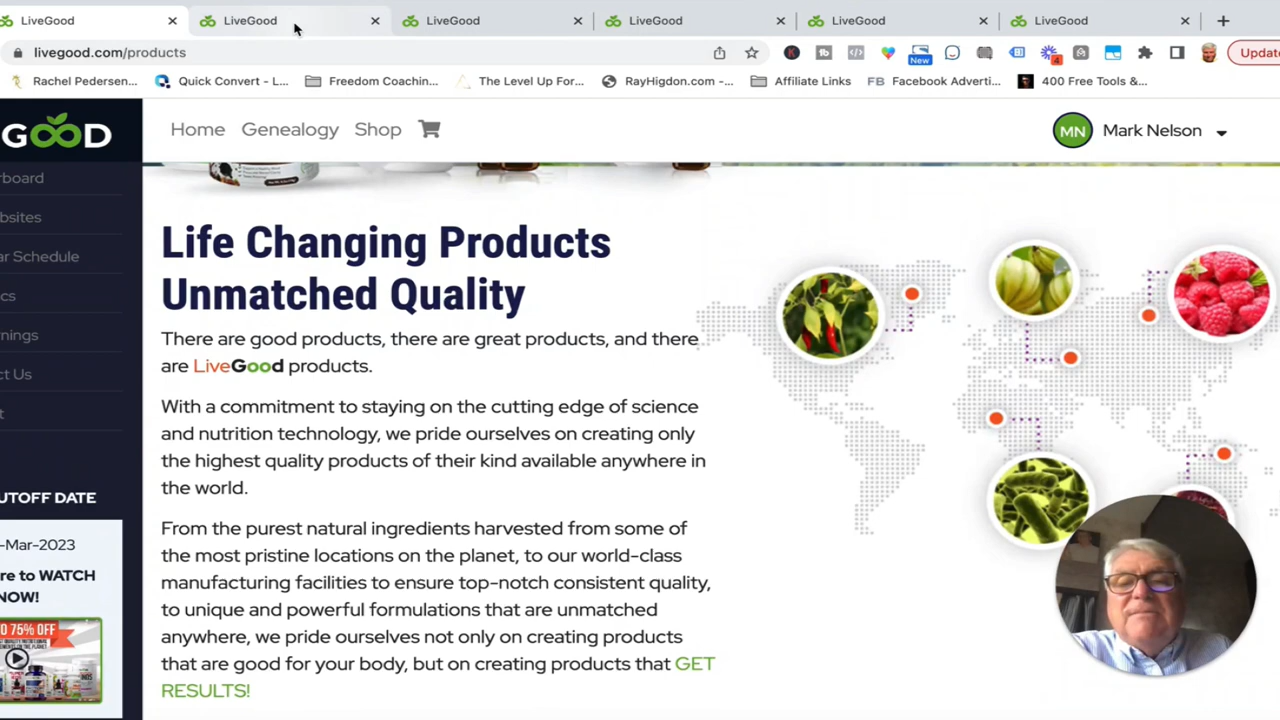 LiveGood
LiveGood
LiveGood
LiveGood
LiveGood
LiveGood
livegood.com/products
New
4
Update
Rachel Pedersen...
Quick Convert - L...
Freedom Coachin...
The Level Up For...
RayHigdon.com -...
Affiliate Links
FB Facebook Adverti...
400 Free Tools &...
GOOD
Home
Genealogy
Shop
MN
Mark Nelson
rboard
bsites
ar Schedule
cs
rnings
ct Us
t
UTOFF DATE
-Mar-2023
re to WATCH
NOW!
O 75% OFF
Life Changing Products
Unmatched Quality
There are good products, there are great products, and there
are LiveGood products.
With a commitment to staying on the cutting edge of science
and nutrition technology, we pride ourselves on creating only
the highest quality products of their kind available anywhere in
the world.
From the purest natural ingredients harvested from some of
the most pristine locations on the planet, to our world-class
manufacturing facilities to ensure top-notch consistent quality,
to unique and powerful formulations that are unmatched
anywhere, we pride ourselves not only on creating products
that are good for your body, but on creating products that GET
RESULTS!